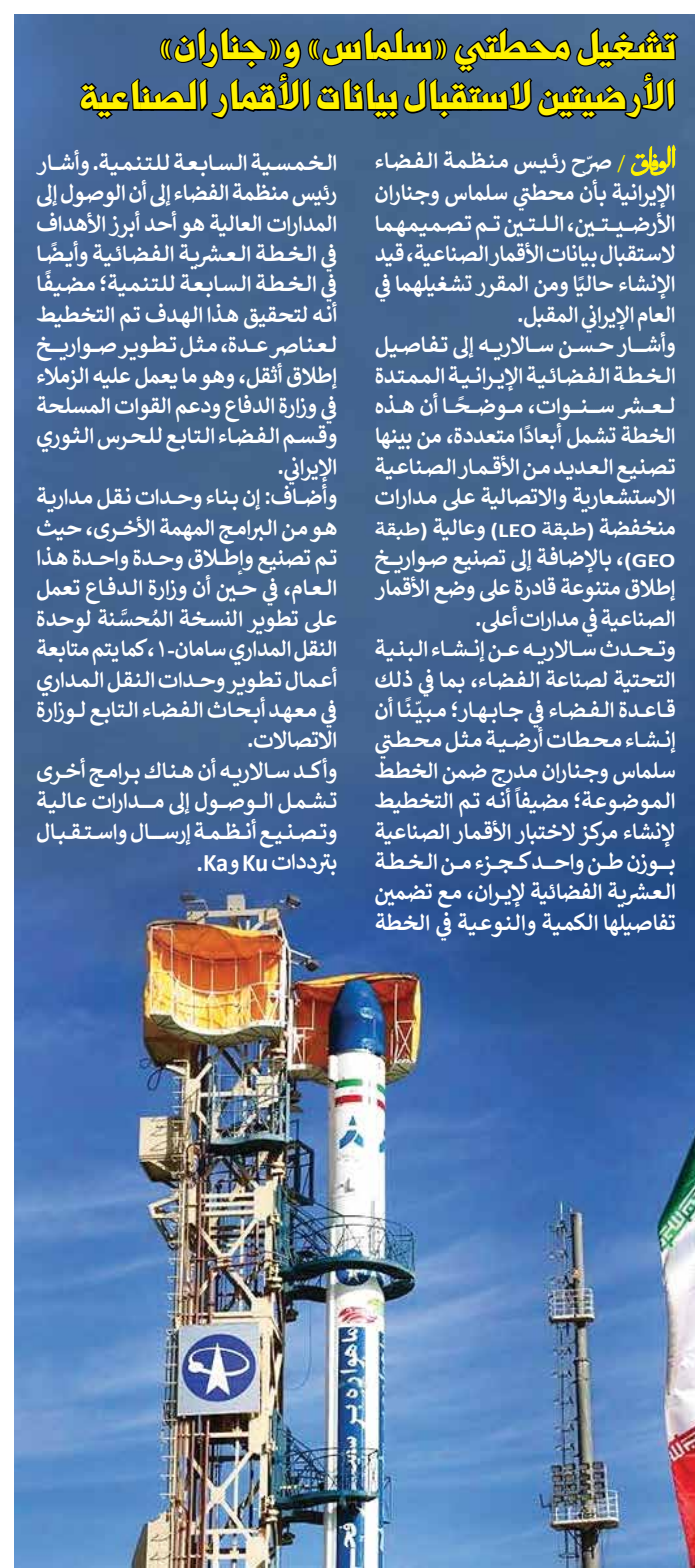 تشغيل محطتي «سلماس» و«جناران»
الأرضيتين لاستقبال بيانات الأقمار الصناعية
الوفاق / صرّح رئيس منظمة الفضاء
الإيرانية بأن محطتي سلماس وجناران
الأرضيتين، اللتين تم تصميمهما
لاستقبال بيانات الأقمار الصناعية، قيد
الإنشاء حاليًا ومن المقرر تشغيلهما في
العام الإيراني المقبل.
وأشار حسن سالاريه إلى تفاصيل
الخطة الفضائية الإيرانية الممتدة
لعشر سنوات، موضحًا أن هذه
الخطة تشمل أبعادًا متعددة، من بينها
تصنيع العديد من الأقمار الصناعية
الاستشعارية والاتصالية على مدارات
منخفضة (طبقة LEO) وعالية (طبقة
GEO)، بالإضافة إلى تصنيع صواريخ
إطلاق متنوعة قادرة على وضع الأقمار
الصناعية في مدارات أعلى.
وتحدث سالاريه عن إنشاء البنية
التحتية لصناعة الفضاء، بما في ذلك
قاعدة الفضاء في جابهار؛ مبيّنًا أن
إنشاء محطات أرضية مثل محطتي
سلماس وجناران مدرج ضمن الخطط
الموضوعة؛ مضيفاً أنه تم التخطيط
لإنشاء مركز لاختبار الأقمار الصناعية
بوزن طن واحد كجزء من الخطة
العشرية الفضائية لإيران، مع تضمين
تفاصيلها الكمية والنوعية في الخطة
الخمسية السابعة للتنمية. وأشار
رئيس منظمة الفضاء إلى أن الوصول إلى
المدارات العالية هو أحد أبرز الأهداف
في الخطة العشرية الفضائية وأيضًا
في الخطة السابعة للتنمية؛ مضيفًا
أنه لتحقيق هذا الهدف تم التخطيط
لعناصر عدة، مثل تطوير صواريخ
إطلاق أثقل، وهو ما يعمل عليه الزملاء
في وزارة الدفاع ودعم القوات المسلحة
وقسم الفضاء التابع للحرس الثوري
الإيراني.
وأضاف: إن بناء وحدات نقل مدارية
هو من البرامج المهمة الأخرى، حيث
تم تصنيع وإطلاق وحدة واحدة هذا
العام، في حين أن وزارة الدفاع تعمل
على تطوير النسخة المُحسَّنة لوحدة
النقل المداري سامان-١ ،كما يتم متابعة
أعمال تطوير وحدات النقل المداري
في معهد أبحاث الفضاء التابع لوزارة
الاتصالات.
وأكد سالاريه أن هناك برامج أخرى
تشمل الوصول إلى مدارات عالية
وتصنيع أنظمة إرسال واستقبال
بترددات Ku وKa.
ماهواره بر